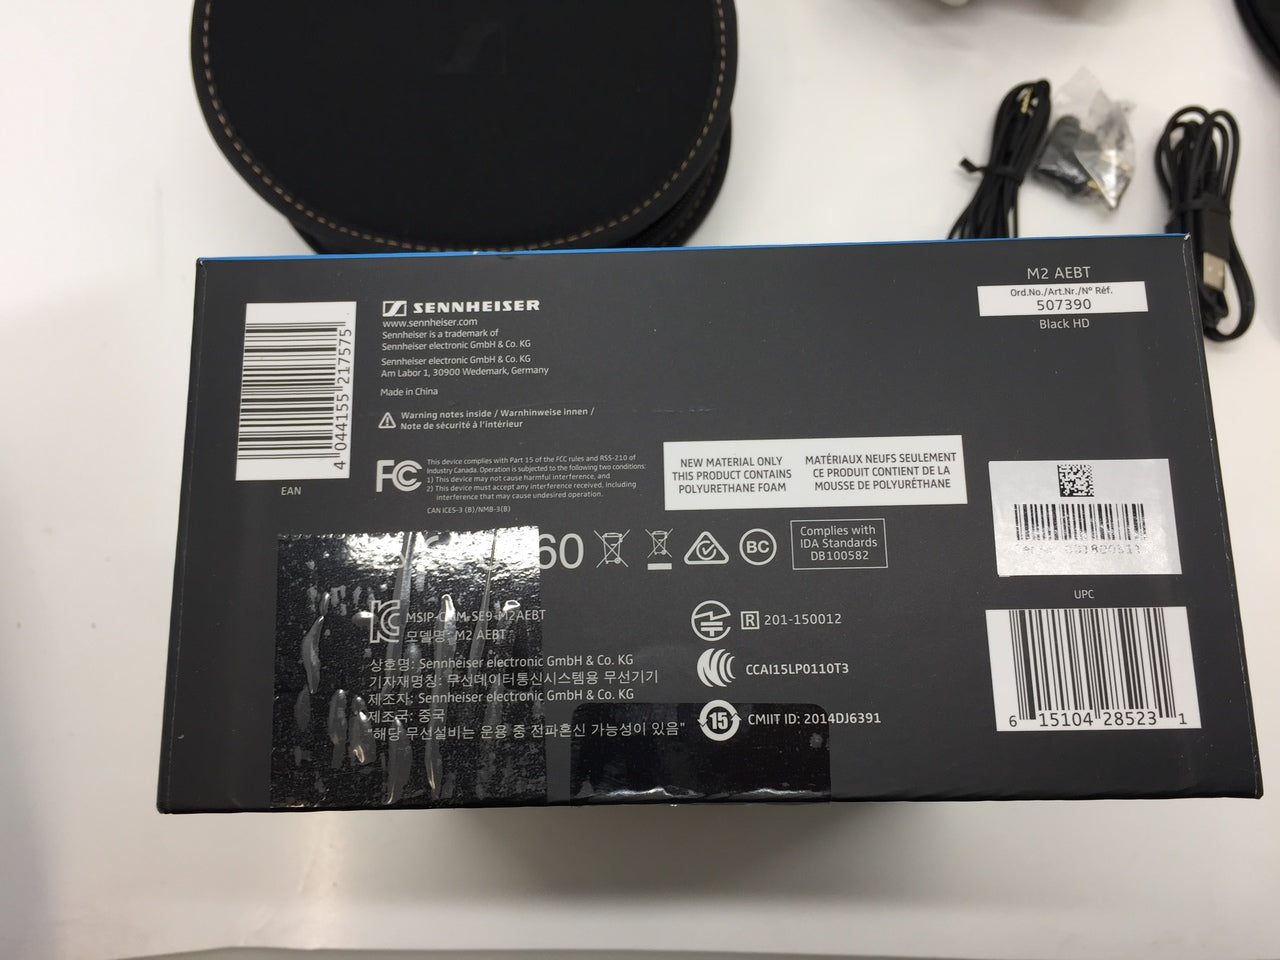 4 044155 217575
EAN
SENNHEISER
www.sennheiser.com
Sennheiser is a trademark of
Sennheiser electronic GmbH & Co. KG
Sennheiser electronic GmbH & Co. KG
Am Labor 1, 30900 Wedemark, Germany
Made in China
Warning notes inside / Warnhinweise innen /
Note de sécurité à l'intérieur
FC
This device complies with Part 15 of the FCC rules and RSS-210 of
Industry Canada. Operation is subjected to the following two conditions:
1) This device may not cause harmful interference, and
2) This device must accept any interference received, including
interference that may cause undesired operation.
CAN ICES-3 (B)/NMB-3(B)
M2 AEBT
Ord.No./Art.Nr./N° Réf.
507390
Black HD
NEW MATERIAL ONLY
THIS PRODUCT CONTAINS
POLYURETHANE FOAM
MATÉRIAUX NEUFS SEULEMENT
CE PRODUIT CONTIENT DE LA
MOUSSE DE POLYURÉTHANE
60
BC
Complies with
IDA Standards
DB100582
MSIP- -SE9-M2AEBT
모델명: M2 AEBT
상호명: Sennheiser electronic GmbH & Co. KG
기자재명칭: 무선데이터통신시스템용 무선기기
제조자: Sennheiser electronic GmbH & Co. KG
제조국: 중국
"해당 무선설비는 운용 중 전파혼신 가능성이 있음"
R 201-150012
CCAI15LP0110T3
15 CMIIT ID: 2014DJ6391
UPC
6 15104 28523 1